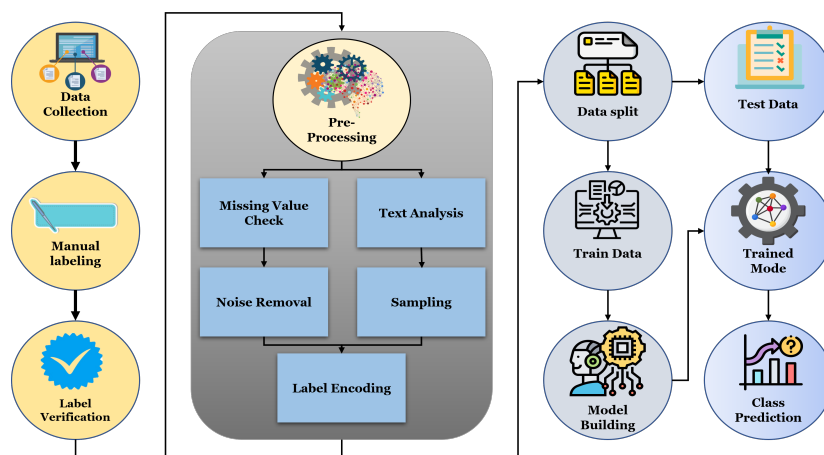 Data
Collection
Manual
labeling
Label
Verification
Pre-
Processing
Missing Value
Check
Text Analysis
Noise Removal
Sampling
Label Encoding
Data split
Test Data
Train Data
Trained
Mode
Model
Building
Class
Prediction
?